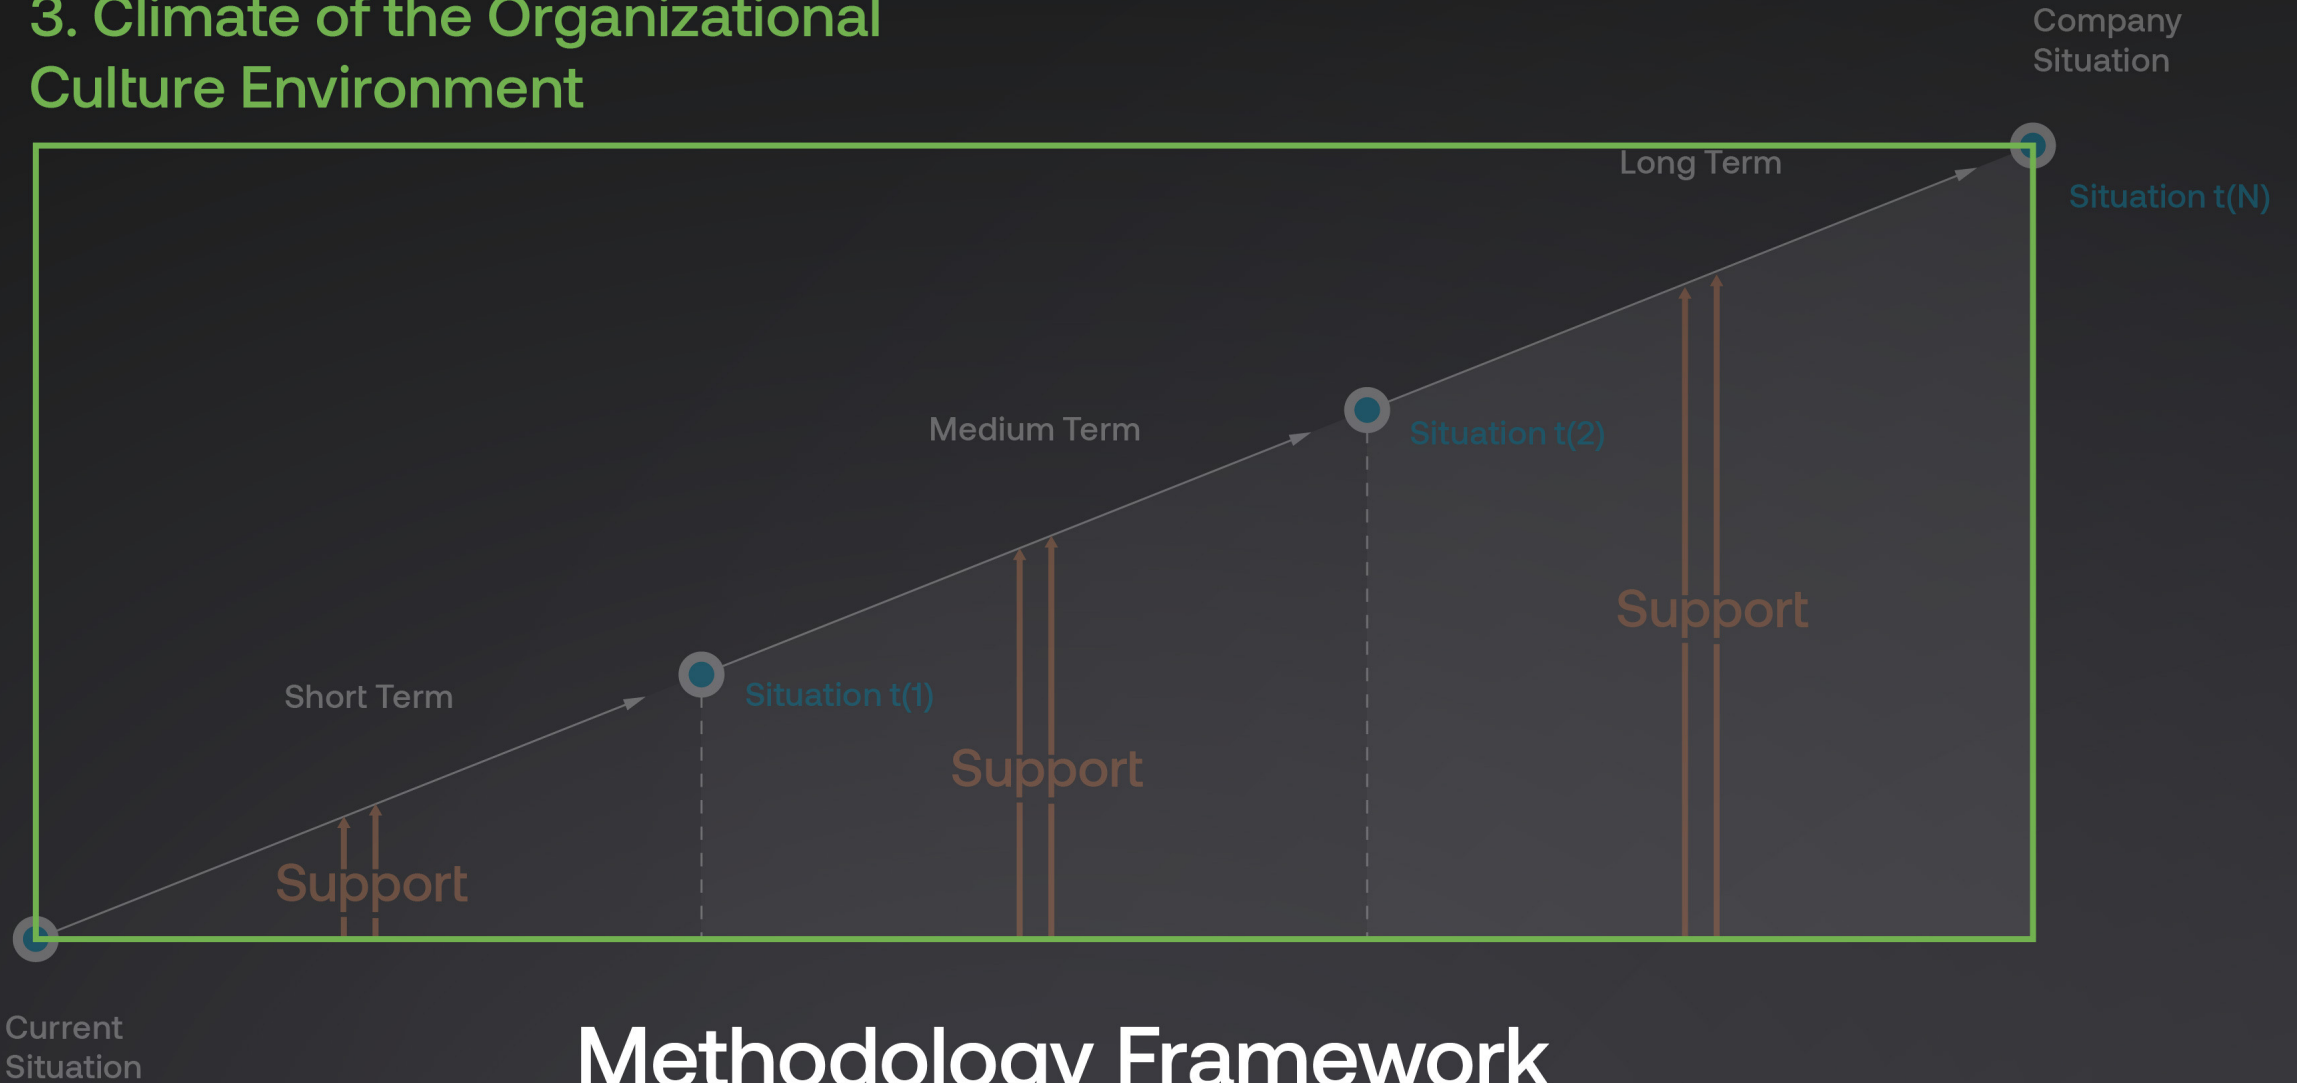 3. Climate of the Organizational
Culture Environment
Company
Situation
Long Term
Situation t(N)
Medium Term
Situation t(2)
Support
Short Term
Situation t(1)
Support
Support
Current
Situation
Methodology Framework